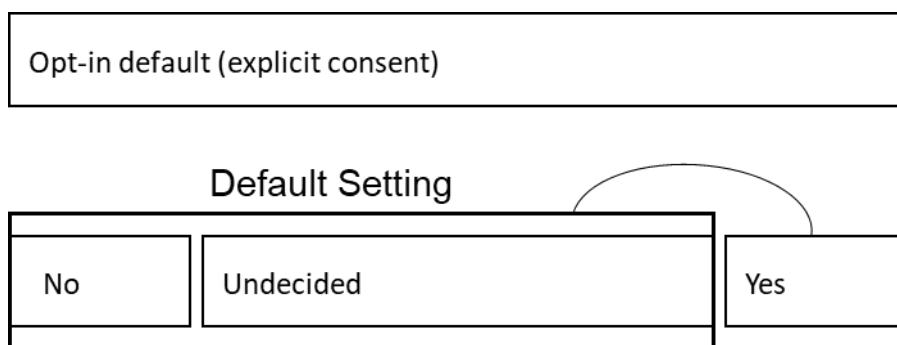 Opt-in default (explicit consent)
Default Setting
No Undecided Yes